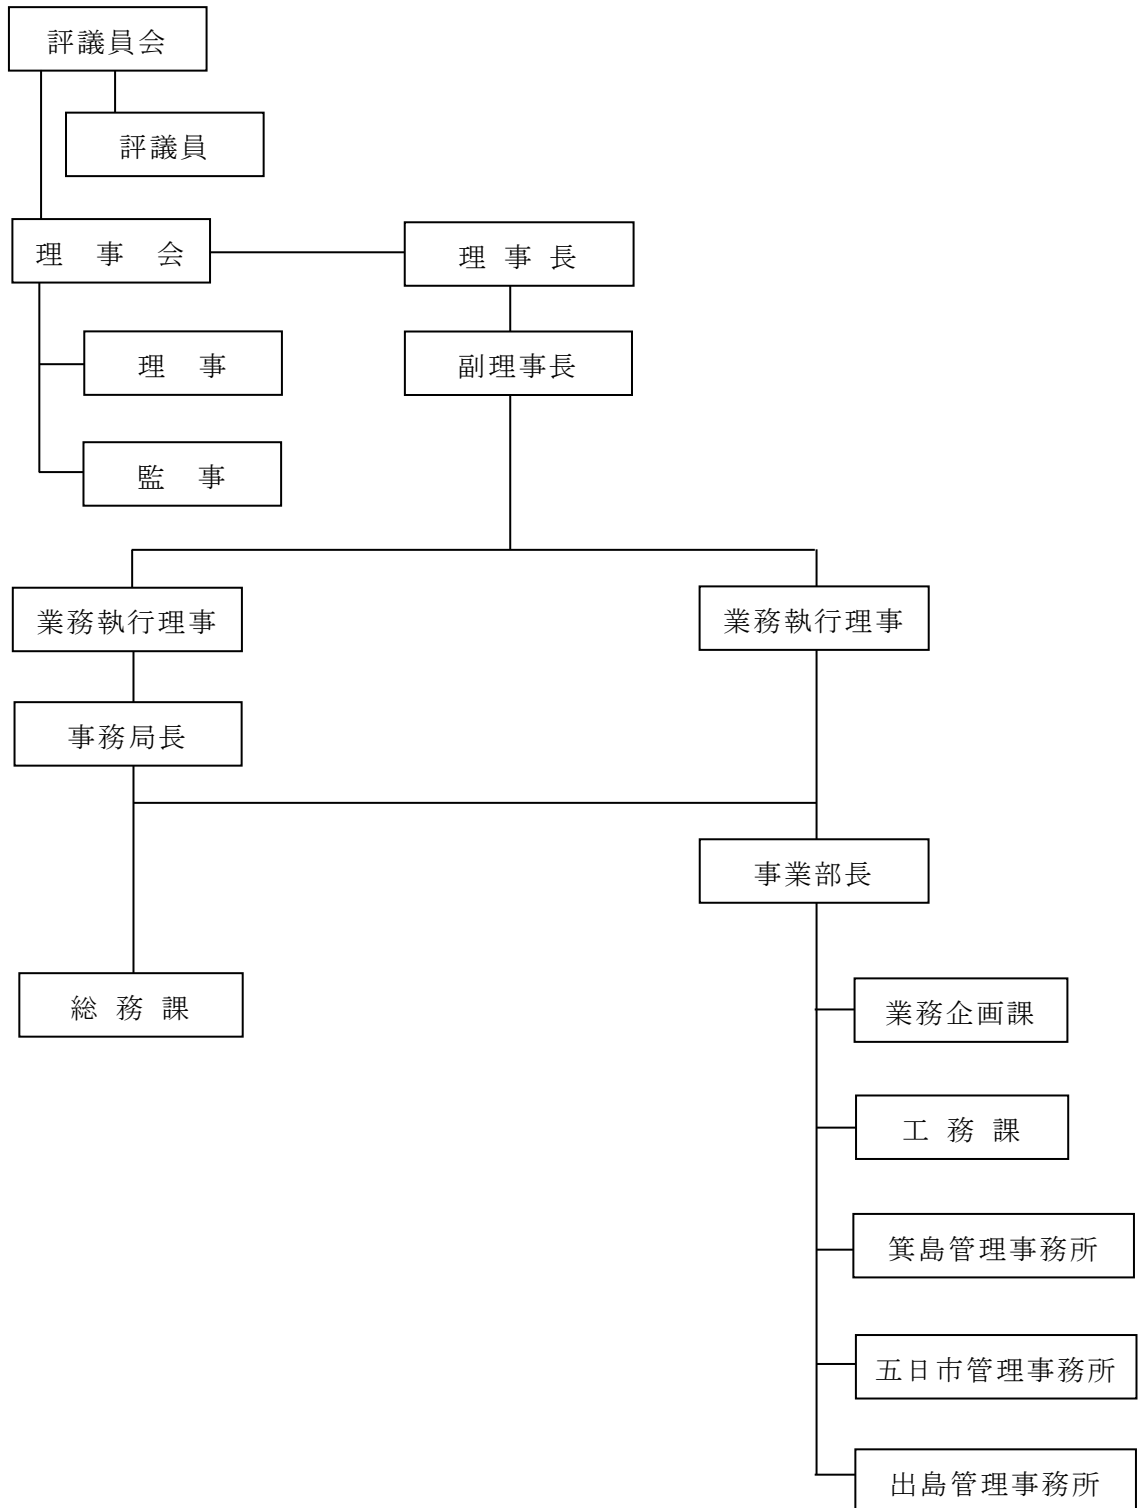 評議員会
評議員
理　事　会
理 事 長
理　事
副理事長
監　事
業務執行理事
業務執行理事
事務局長
事業部長
総 務 課
業務企画課
工 務 課
箕島管理事務所
五日市管理事務所
出島管理事務所